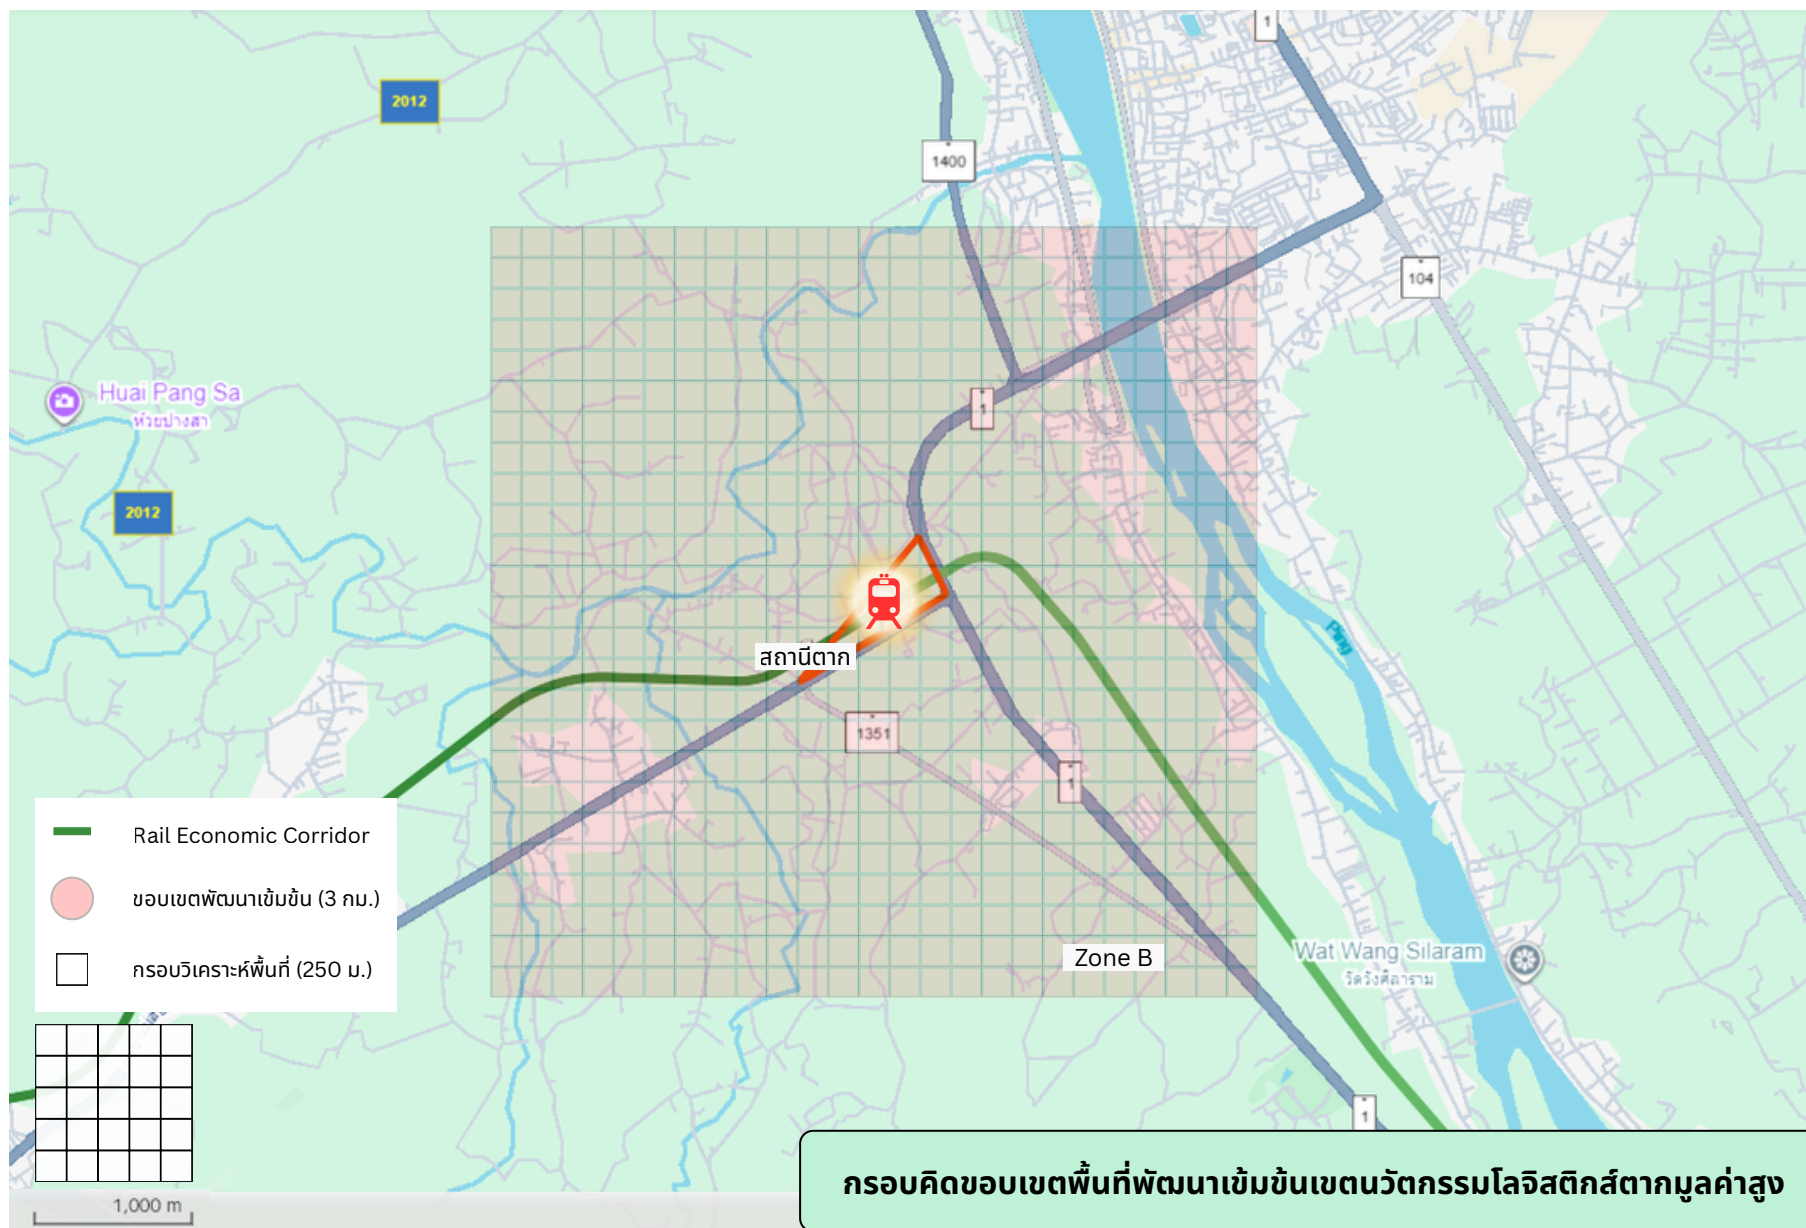 1
2012
1400
104
Huai Pang Sa
ห้วยปางสา
1
2012
Ping
สถานีตาก
1351
1
Rail Economic Corridor
ขอบเขตพัฒนาเข้มข้น (3 กม.)
กรอบวิเคราะห์พื้นที่ (250 ม.)
Zone B
Wat Wang Silaram
วัดวังศิลาราม
1
กรอบคิดขอบเขตพื้นที่พัฒนาเข้มข้นเขตนวัตกรรมโลจิสติกส์ตากมูลค่าสูง
1,000 m